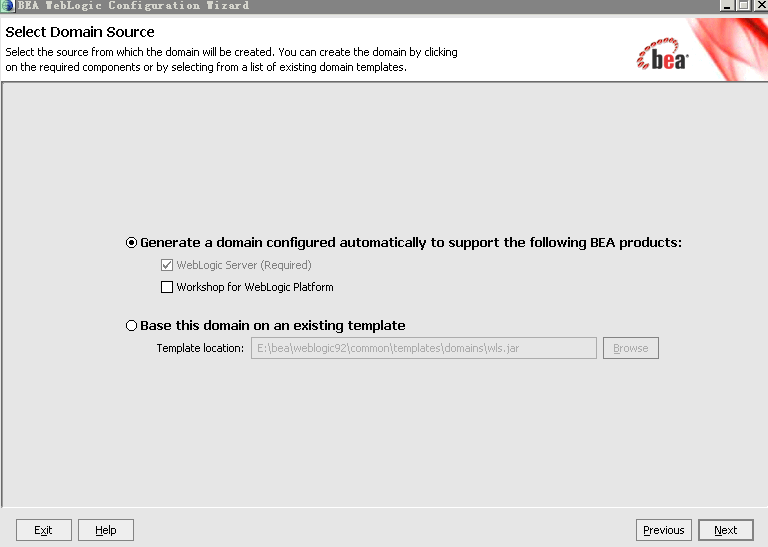 BEA WebLogic Configuration Wizard
Select Domain Source
Select the source from which the domain will be created. You can create the domain by clicking
on the required components or by selecting from a list of existing domain templates.
bea
Generate a domain configured automatically to support the following BEA products:
WebLogic Server (Required)
Workshop for WebLogic Platform
Base this domain on an existing template
Template location: E:\bea\weblogic92\common\templates\domains\wls.jar Browse
Exit Help Previous Next